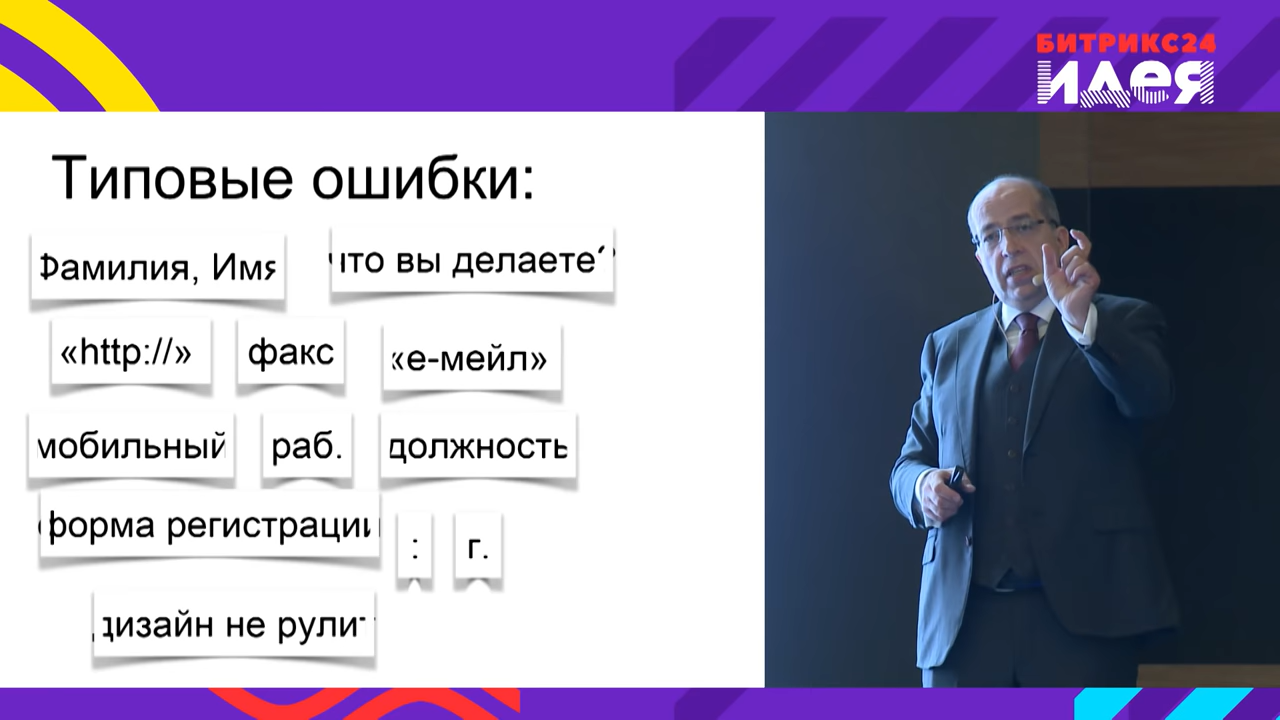 БИТРИКС24
идея
Типовые ошибки:
Фамилия, Имя
что вы делаете?
«http://»
факс
«е-мейл»
мобильный
раб.
должность
форма регистрации
:
г.
дизайн не рулит